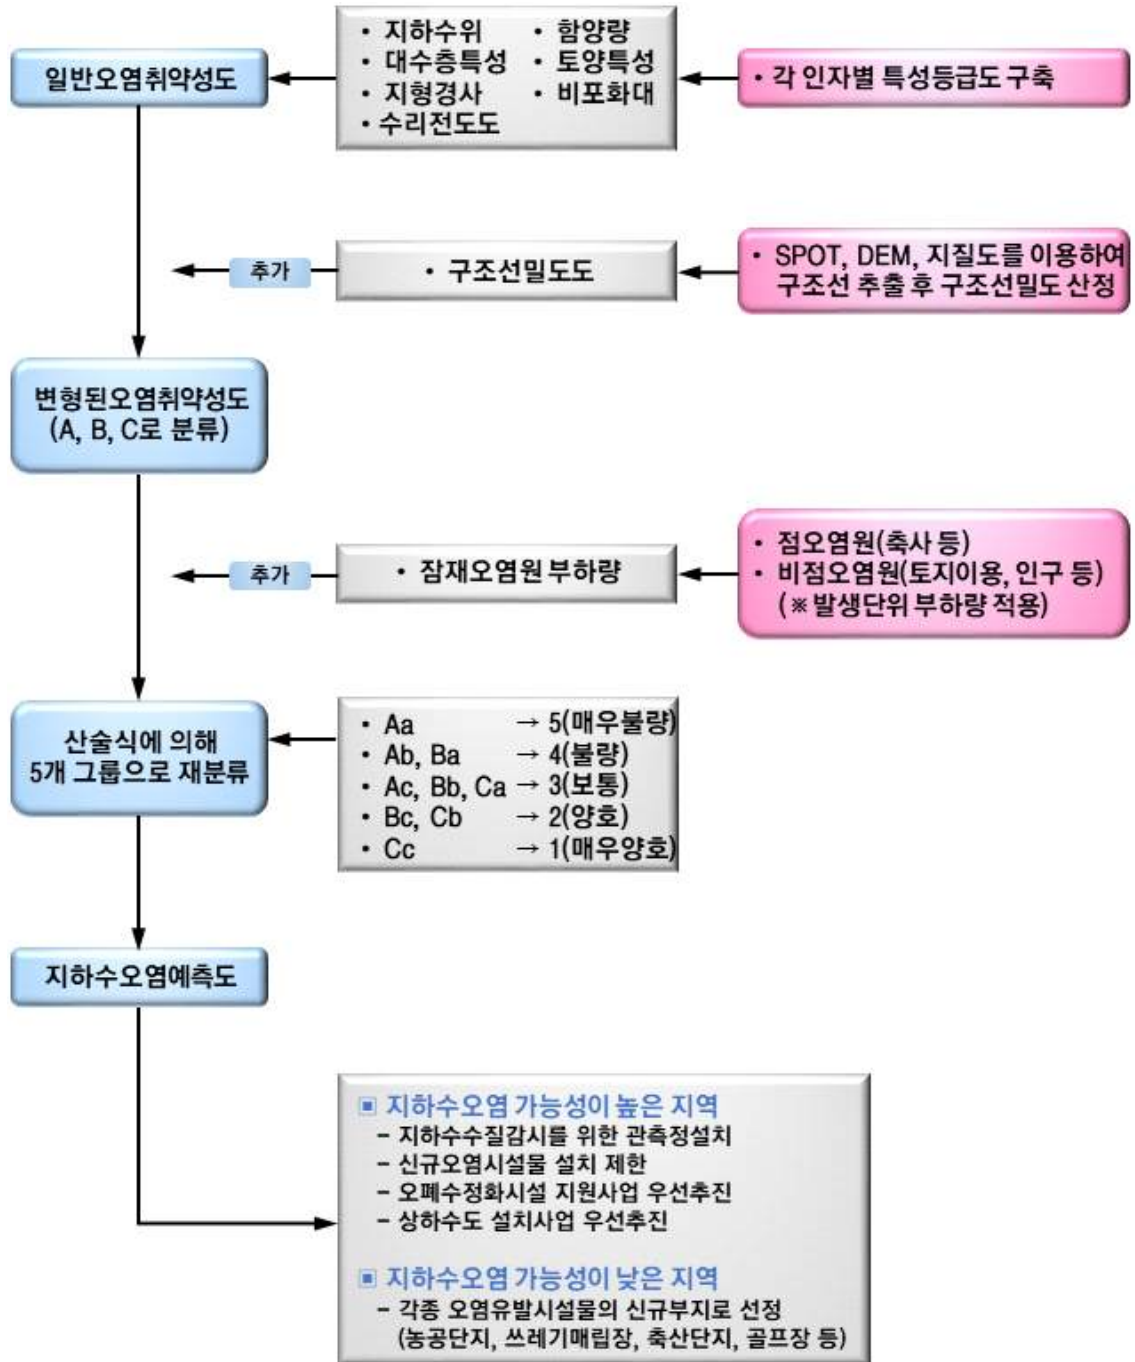 일반오염취약성도
• 지하수위 • 함양량
• 대수층특성 • 토양특성
• 지형경사 • 비포화대
• 수리전도도
• 각 인자별 특성등급도 구축
추가
• 구조선밀도도
• SPOT, DEM, 지질도를 이용하여
구조선 추출 후 구조선밀도 산정
변형된오염취약성도
(A, B, C로 분류)
추가
• 잠재오염원 부하량
• 점오염원(축사 등)
• 비점오염원(토지이용, 인구 등)
(※ 발생단위 부하량 적용)
산술식에 의해
5개 그룹으로 재분류
• Aa → 5(매우불량)
• Ab, Ba → 4(불량)
• Ac, Bb, Ca → 3(보통)
• Bc, Cb → 2(양호)
• Cc → 1(매우양호)
지하수오염예측도
▣ 지하수오염 가능성이 높은 지역
– 지하수수질감시를 위한 관측정설치
– 신규오염시설물 설치 제한
– 오폐수정화시설 지원사업 우선추진
– 상하수도 설치사업 우선추진
▣ 지하수오염 가능성이 낮은 지역
– 각종 오염유발시설물의 신규부지로 선정
(농공단지, 쓰레기매립장, 축산단지, 골프장 등)